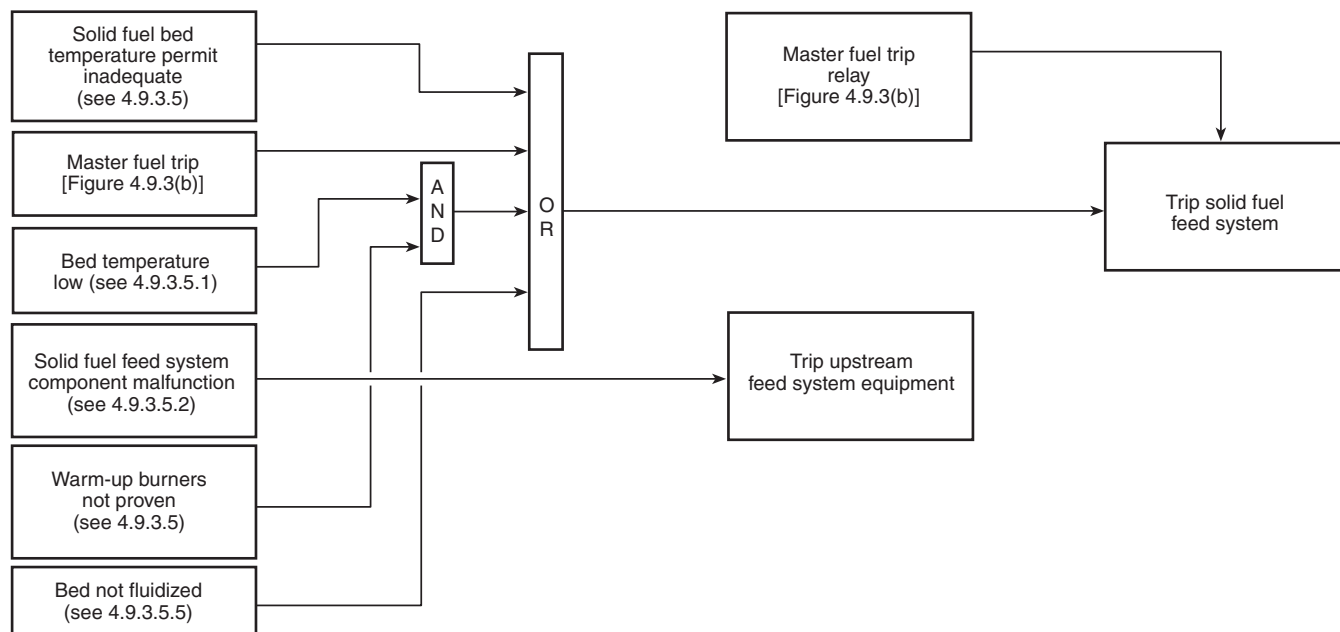 Solid fuel bed
temperature permit
inadequate
(see 4.9.3.5)
Master fuel trip
[Figure 4.9.3(b)]
Bed temperature
low (see 4.9.3.5.1)
Solid fuel feed system
component malfunction
(see 4.9.3.5.2)
Warm-up burners
not proven
(see 4.9.3.5)
Bed not fluidized
(see 4.9.3.5.5)
A
N
D
O
R
Master fuel trip
relay
[Figure 4.9.3(b)]
Trip solid fuel
feed system
Trip upstream
feed system equipment